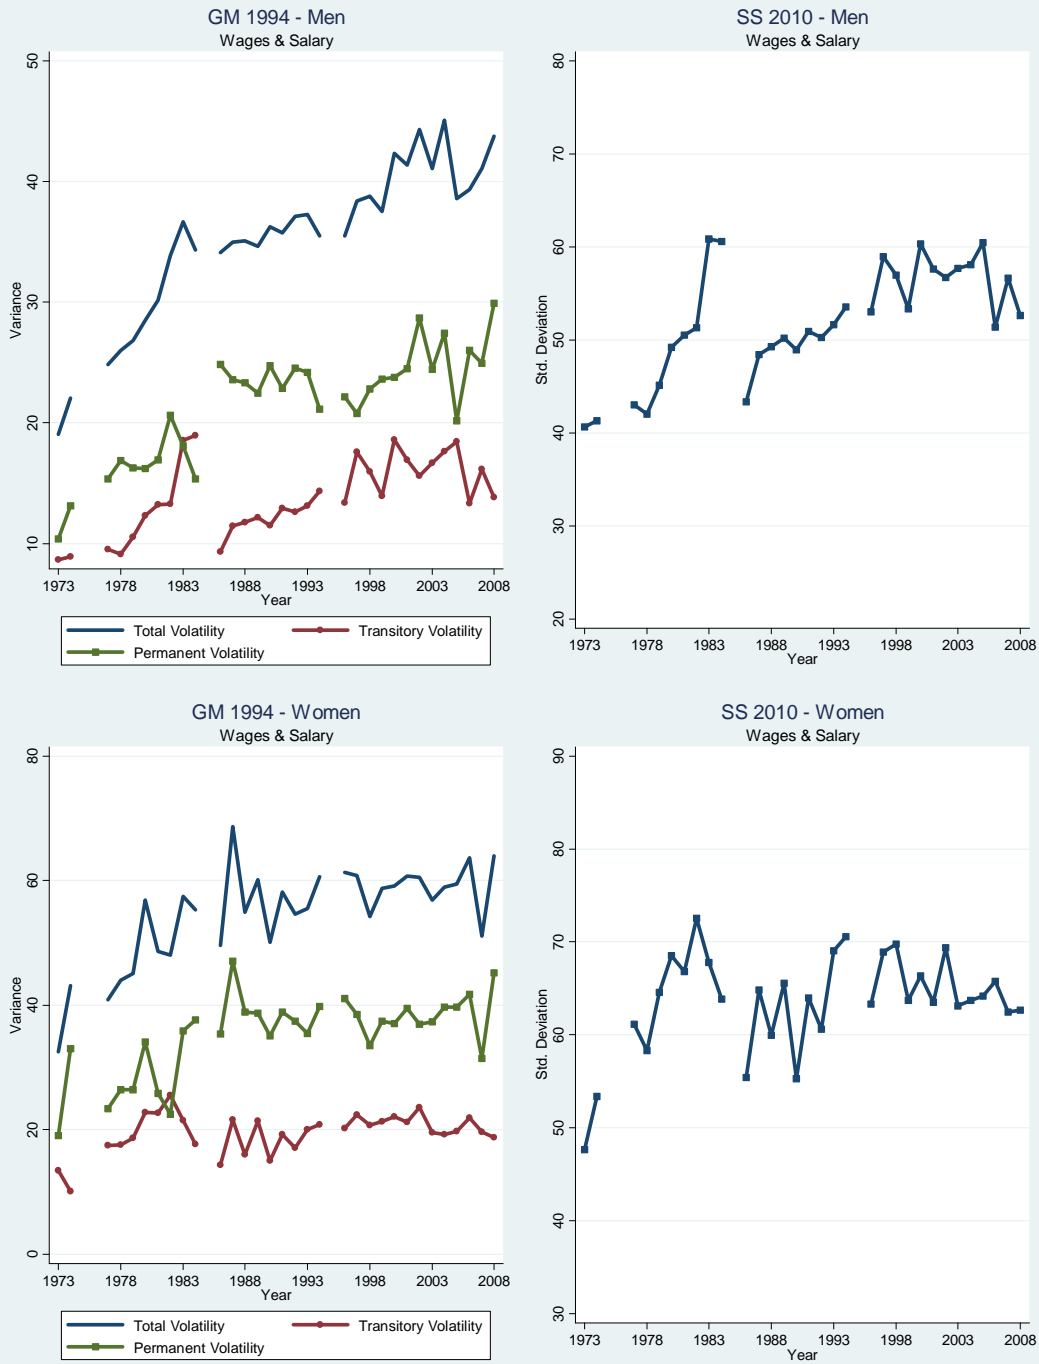 GM 1994 - Men
Wages & Salary
50
40
30
20
10
Variance
1973 1978 1983 1988 1993 1998 2003 2008
Year
Total Volatility
Transitory Volatility
Permanent Volatility
SS 2010 - Men
Wages & Salary
80
70
60
50
40
30
20
Std. Deviation
1973 1978 1983 1988 1993 1998 2003 2008
Year
GM 1994 - Women
Wages & Salary
80
60
40
20
0
Variance
1973 1978 1983 1988 1993 1998 2003 2008
Year
Total Volatility
Transitory Volatility
Permanent Volatility
SS 2010 - Women
Wages & Salary
90
80
70
60
50
40
30
Std. Deviation
1973 1978 1983 1988 1993 1998 2003 2008
Year